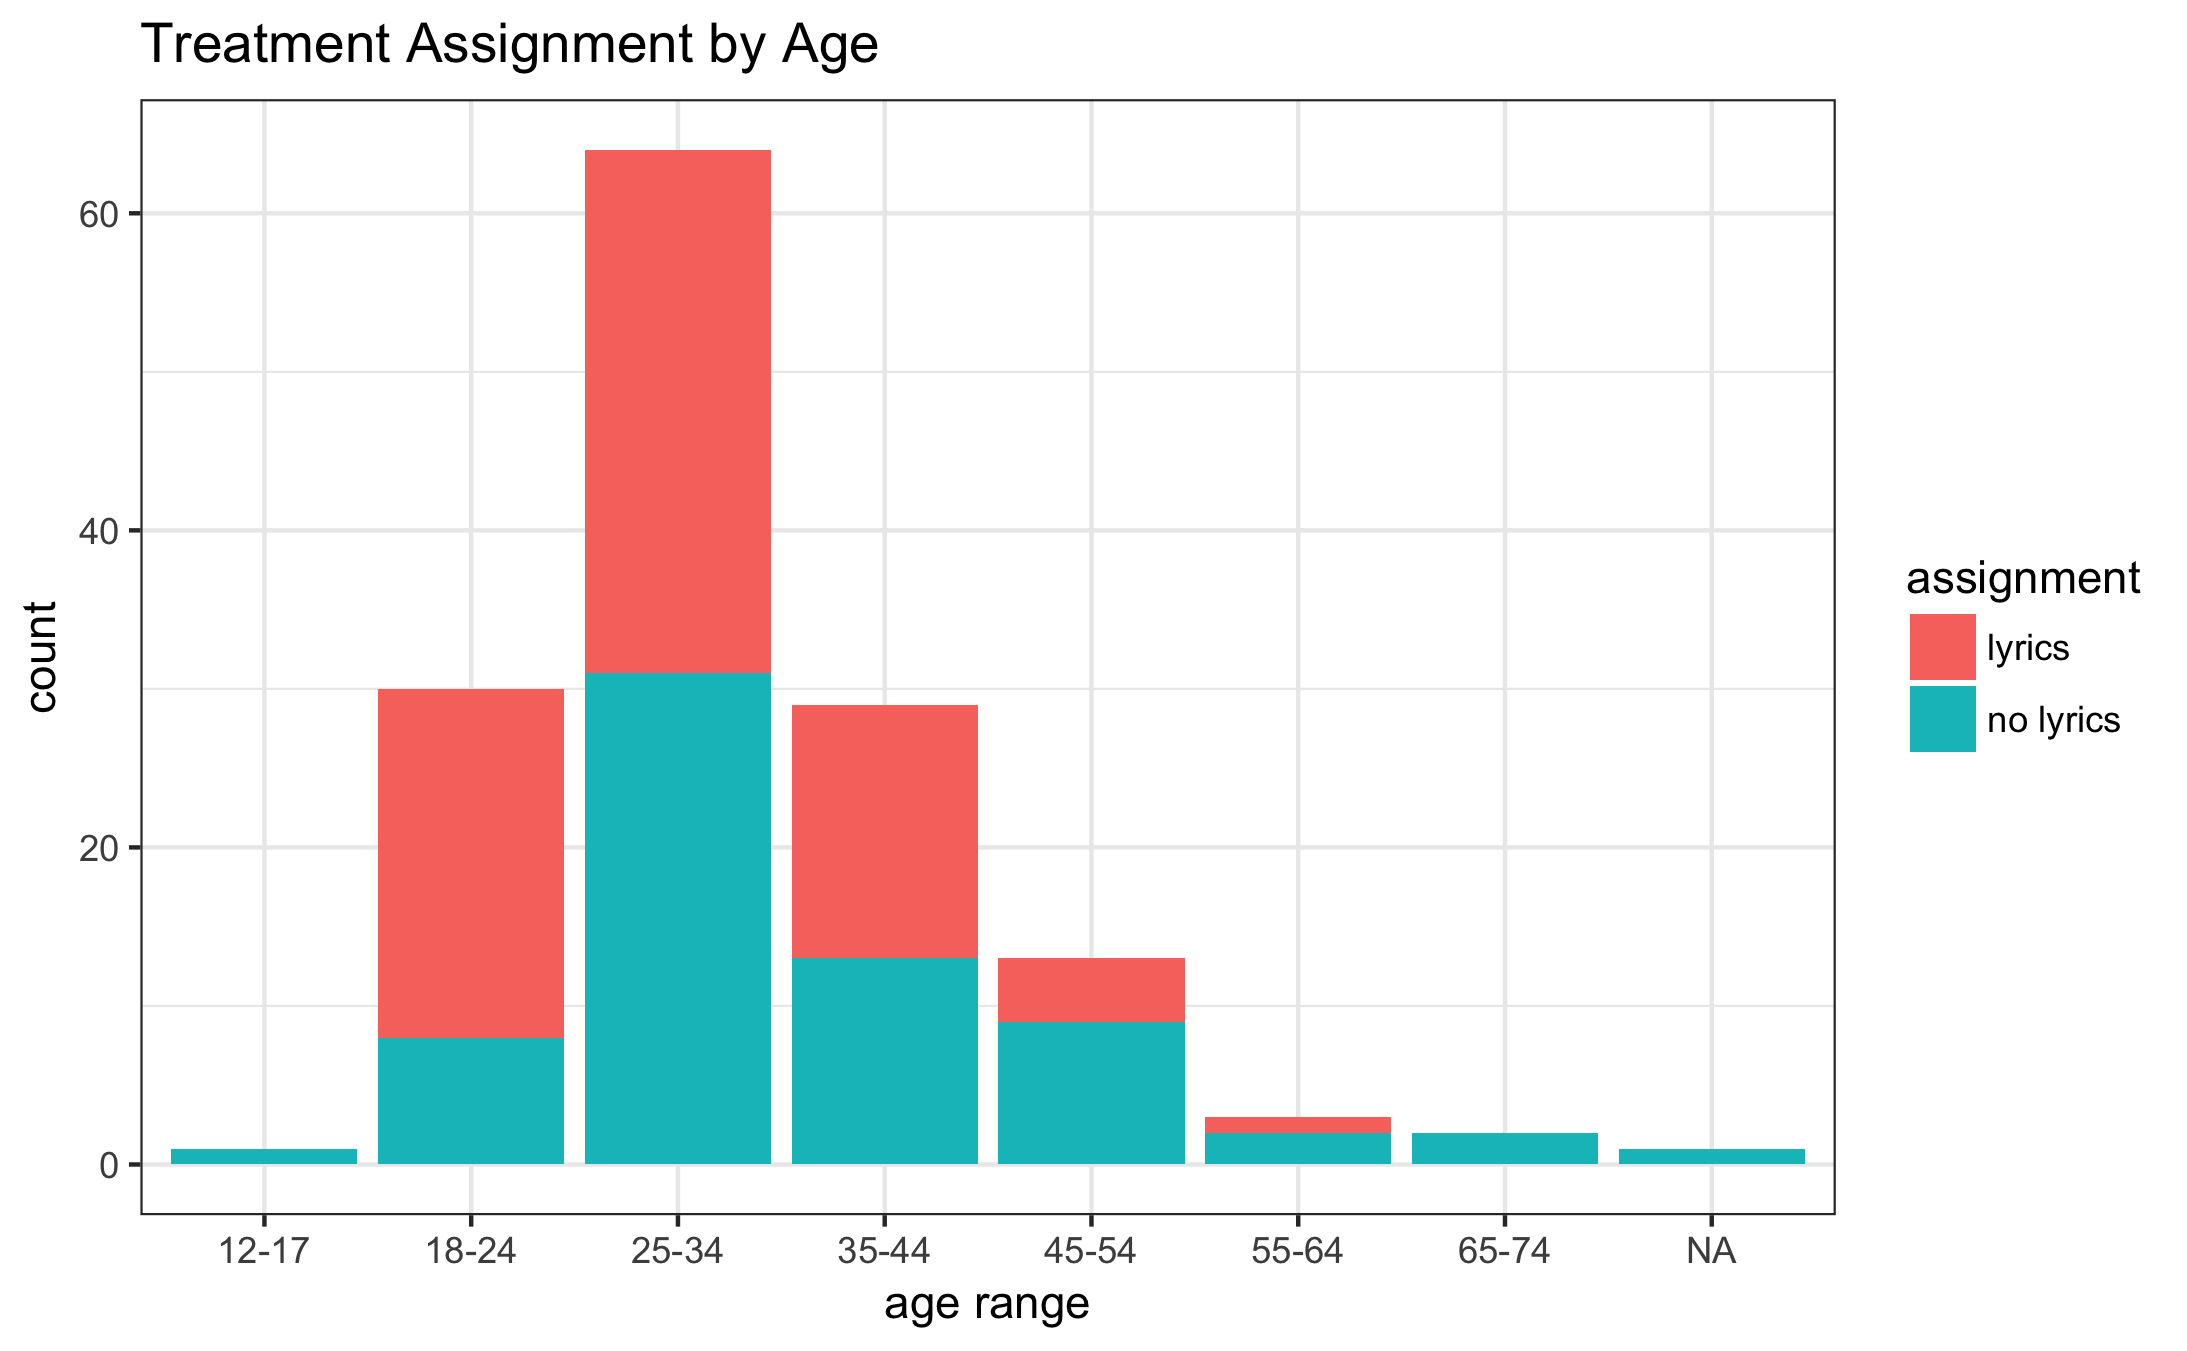 Treatment Assignment by Age
60
40
20
0
count
12-17 18-24 25-34 35-44 45-54 55-64 65-74 NA
age range
assignment
lyrics
no lyrics